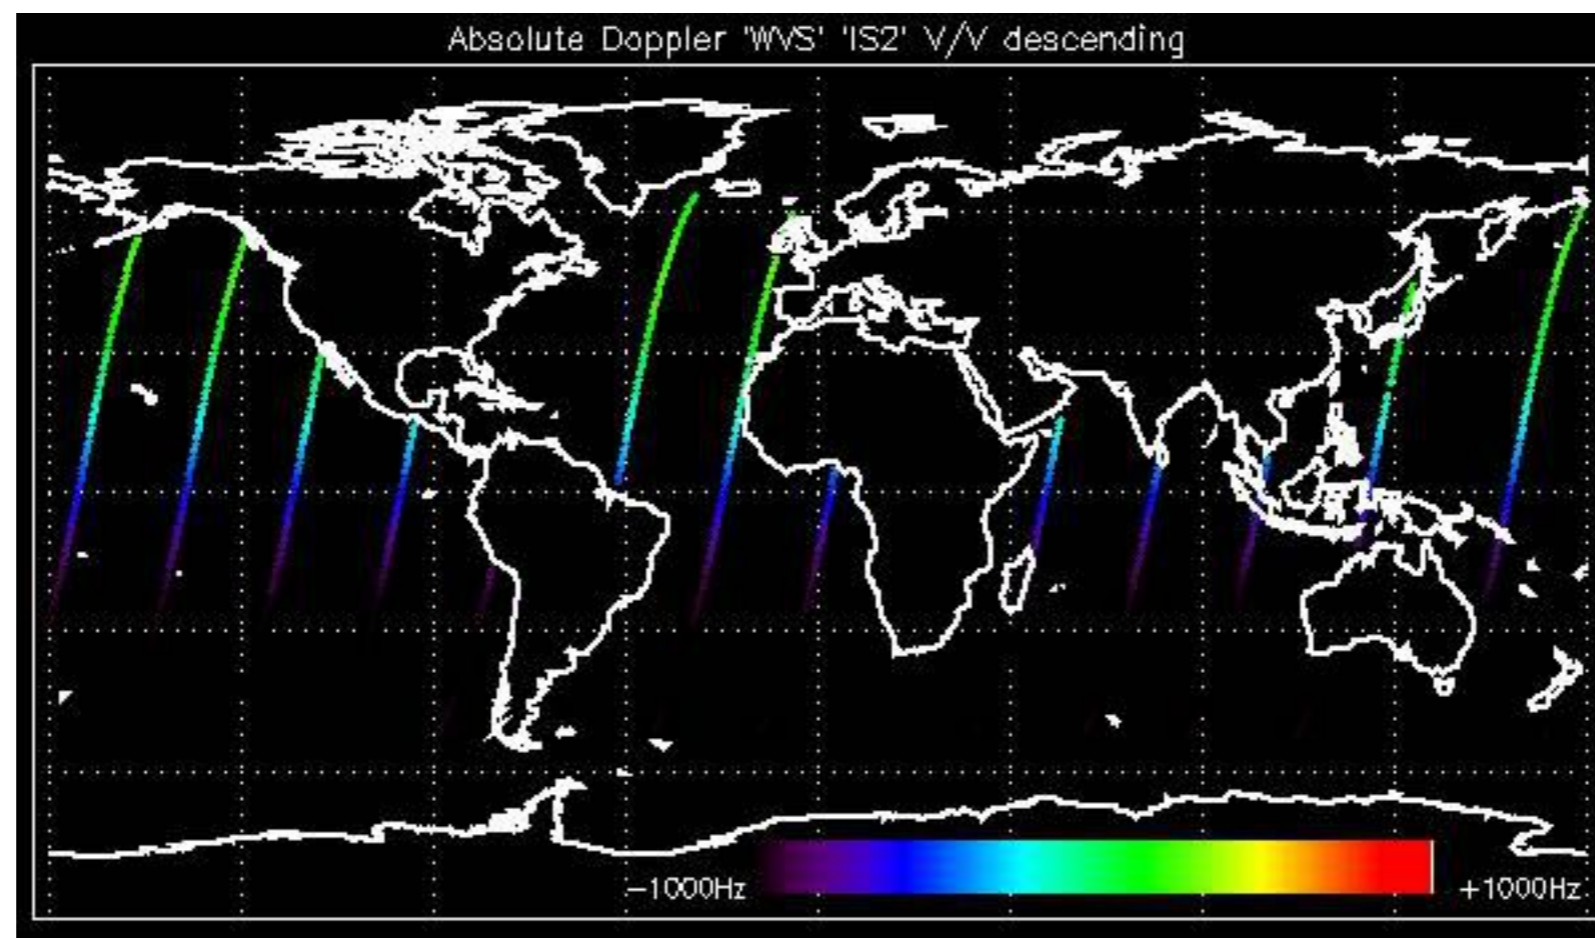 Absolute Doppler 'WVS' 'IS2' V/V descending
−1000Hz
+1000Hz